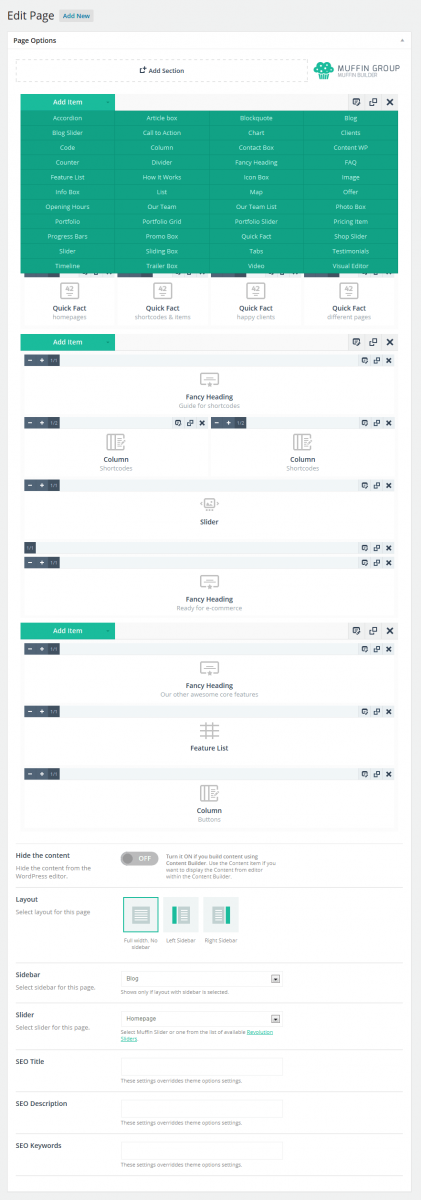 Edit Page Add New
Page Options
Add Section
MUFFIN GROUP
MUFFIN BUILDER
Add Item
Accordion Article box Blockquote Blog
Blog Slider Call to Action Chart Clients
Code Column Contact Box Content WP
Counter Divider Fancy Heading FAQ
Feature List How it Works Icon Box Image
Info Box List Map Offer
Opening Hours Our Team Our Team List Photo Box
Portfolio Portfolio Grid Portfolio Slider Pricing Item
Progress Bars Promo Box Quick Fact Shop Slider
Slider Sliding Box Tabs Testimonials
Timeline Trailer Box Video Visual Editor
42 42 42 42
Quick Fact Quick Fact Quick Fact Quick Fact
homepages shortcodes & items happy clients different pages
Add Item
1/1
Fancy Heading
Guide for shortcodes
1/2 1/2
Column Column
Shortcodes Shortcodes
1/1
Slider
1/1
1/1
Fancy Heading
Ready for e-commerce
Add Item
1/1
Fancy Heading
Our other awesome core features
1/1
Feature List
1/1
Column
Buttons
Hide the content
Hide the content from the
WordPress editor.
OFF
Turn it ON if you build content using
Content Builder. Use the Content item if you
want to display the Content from editor
within the Content Builder.
Layout
Select layout for this page
Full width. No
sidebar
Left Sidebar
Right Sidebar
Sidebar
Select sidebar for this page.
Blog
Shows only if layout with sidebar is selected.
Slider
Select slider for this page.
Homepage
Select Muffin Slider or one from the list of available Revolution
Sliders
SEO Title
These settings overriddes theme options settings.
SEO Description
These settings overriddes theme options settings.
SEO Keywords
These settings overriddes theme options settings.